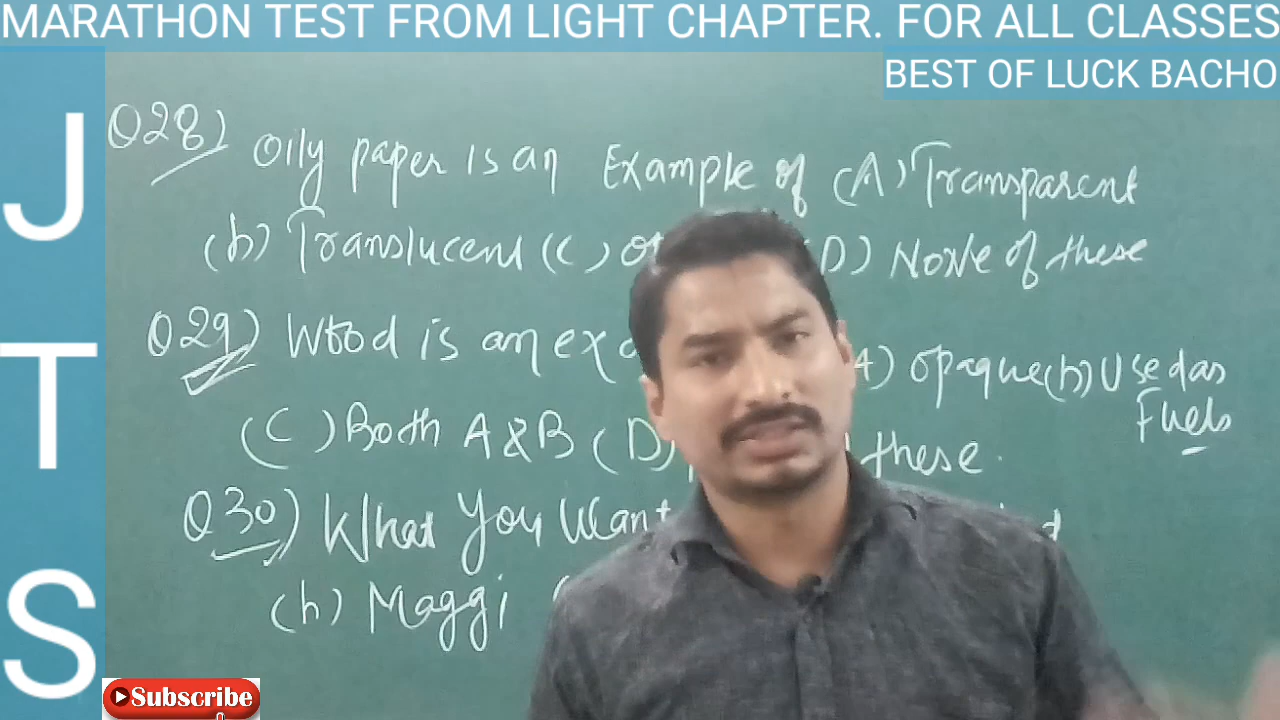 MARATHON TEST FROM LIGHT CHAPTER. FOR ALL CLASSES
BEST OF LUCK BACHO
J
T
S
Q28) Oily paper is an Example of (A) Transparent
(b) Translucent (C) (D) None of these
Q29) Wood is an A) opaque (b) Used as
Fuels
(C) Both A & B (D) these.
Q30) What You Want
(b) Maggi
Subscribe